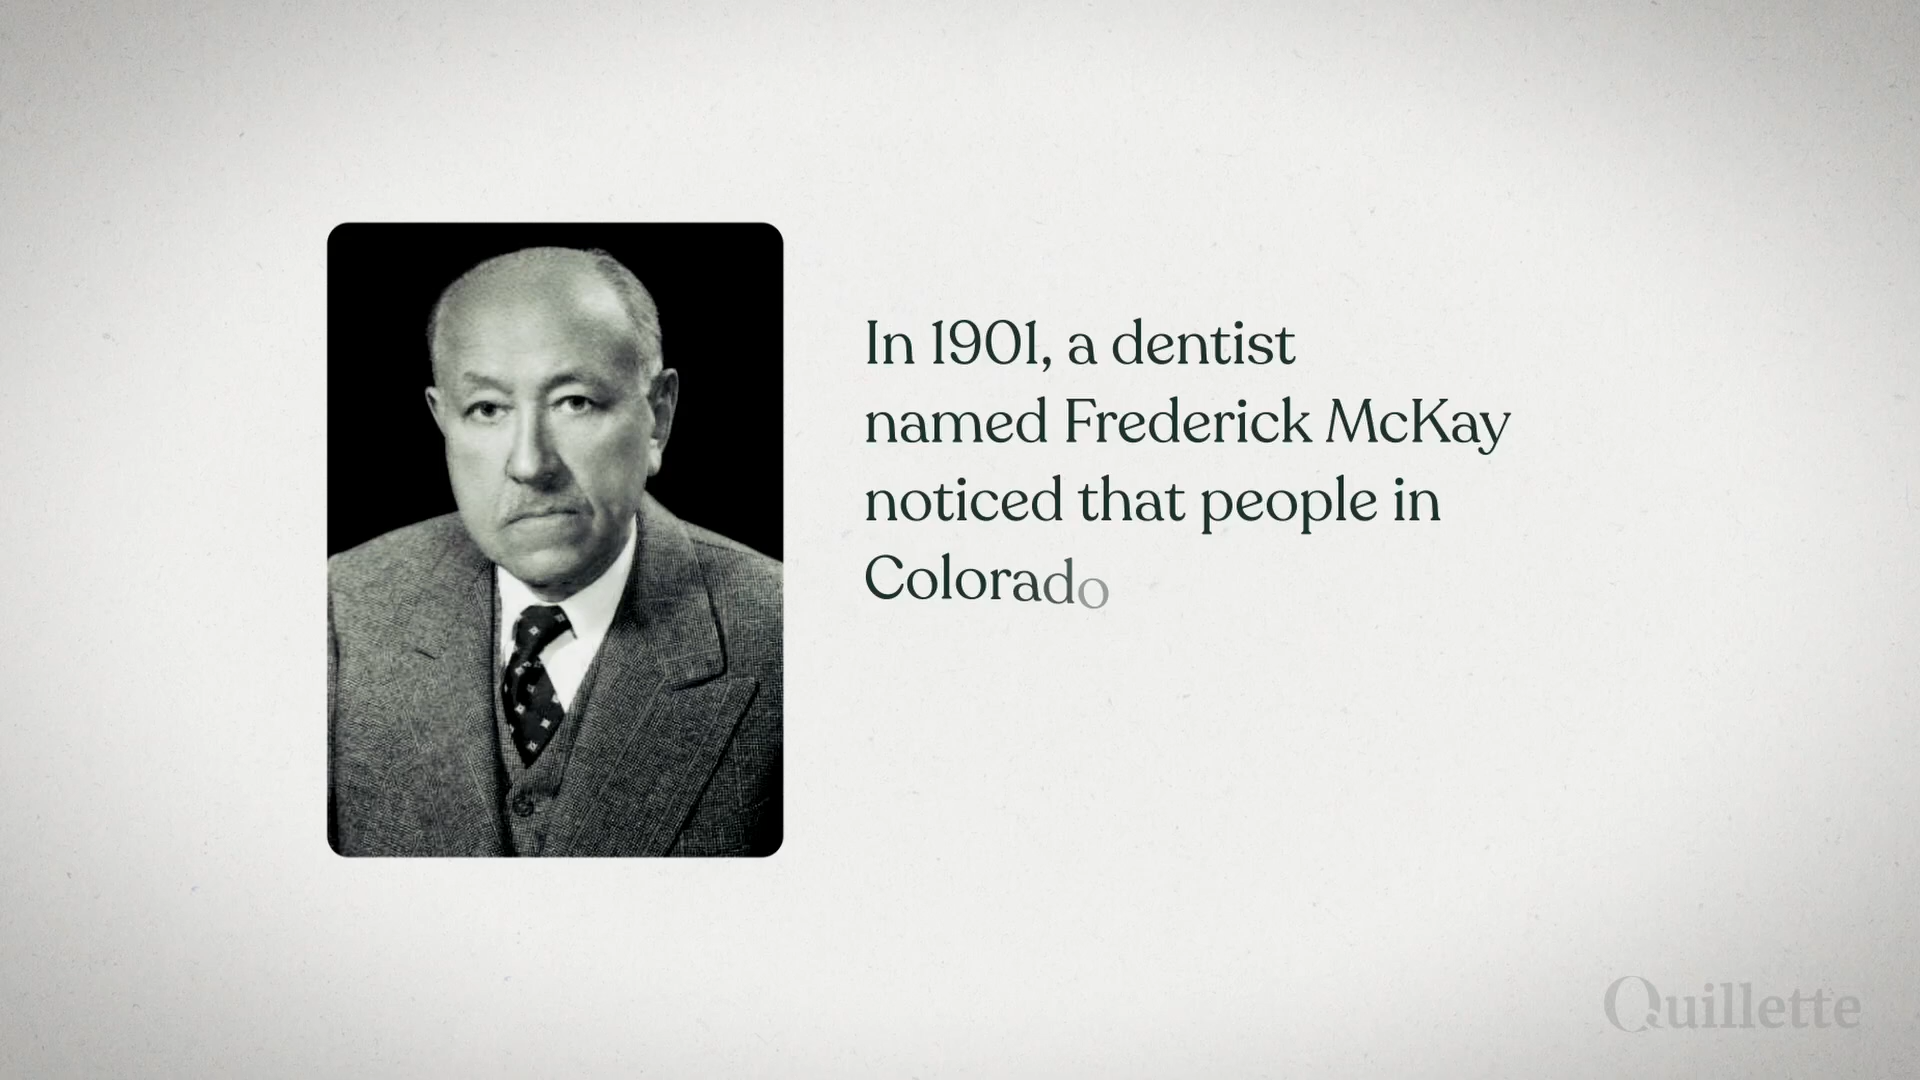 In 1901, a dentist
named Frederick McKay
noticed that people in
Colorado
Quillette